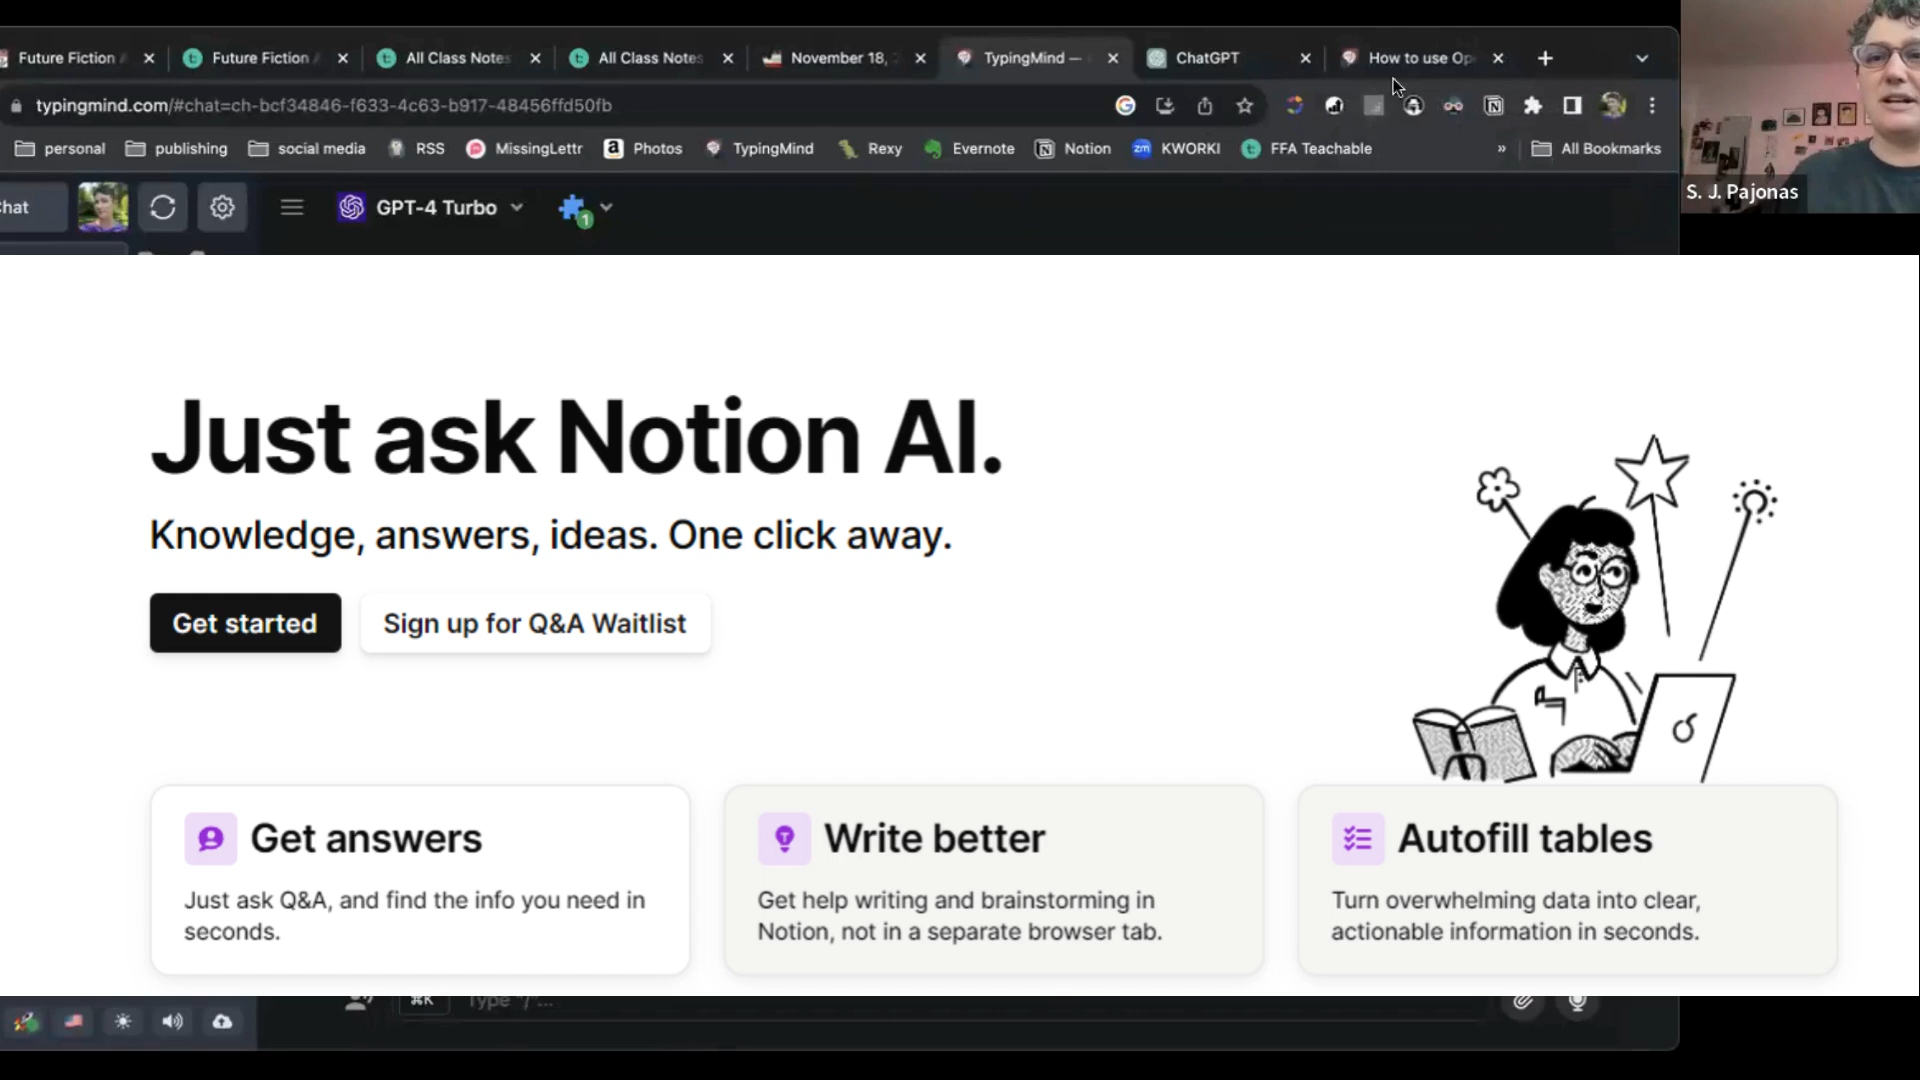 Future Fiction
Future Fiction
All Class Notes
All Class Notes
November 18,
TypingMind —
ChatGPT
How to use Op
typingmind.com/#chat=ch-bcf34846-f633-4c63-b917-48456ffd50fb
personal
publishing
social media
RSS
MissingLettr
Photos
TypingMind
Rexy
Evernote
Notion
KWORKI
FFA Teachable
»
All Bookmarks
S. J. Pajonas
GPT-4 Turbo
1
Just ask Notion AI.
Knowledge, answers, ideas. One click away.
Get started
Sign up for Q&A Waitlist
Get answers
Just ask Q&A, and find the info you need in
seconds.
Write better
Get help writing and brainstorming in
Notion, not in a separate browser tab.
Autofill tables
Turn overwhelming data into clear,
actionable information in seconds.
⌘K
Type "/"...